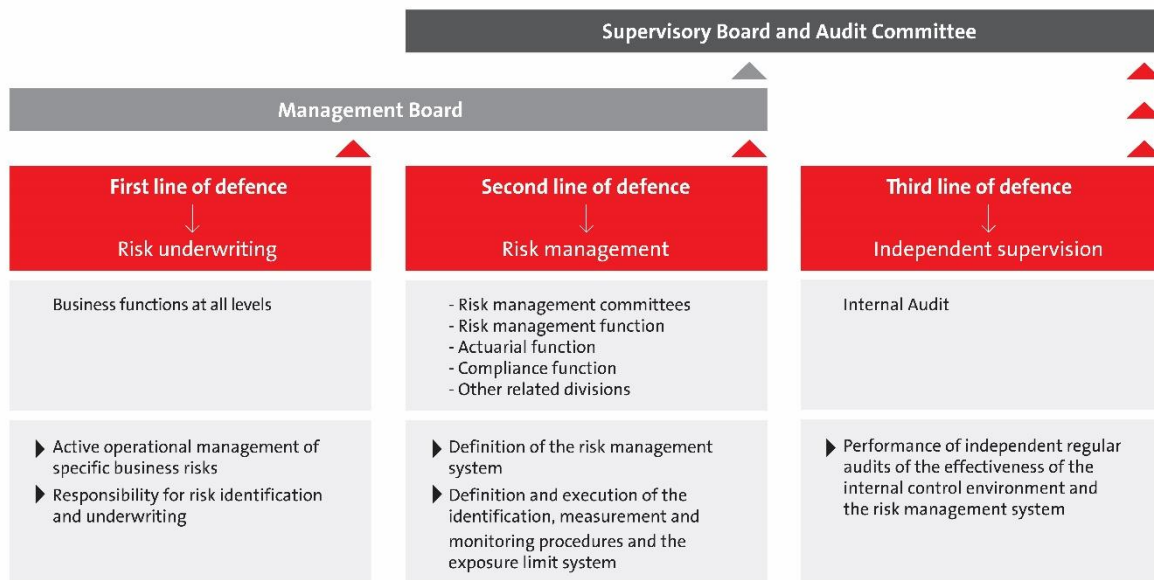 Supervisory Board and Audit Committee
Management Board
First line of defence
Risk underwriting
Second line of defence
Risk management
Third line of defence
Independent supervision
Business functions at all levels
- Risk management committees
- Risk management function
- Actuarial function
- Compliance function
- Other related divisions
Internal Audit
Active operational management of
specific business risks
Responsibility for risk identification
and underwriting
Definition of the risk management
system
Definition and execution of the
identification, measurement and
monitoring procedures and the
exposure limit system
Performance of independent regular
audits of the effectiveness of the
internal control environment and
the risk management system